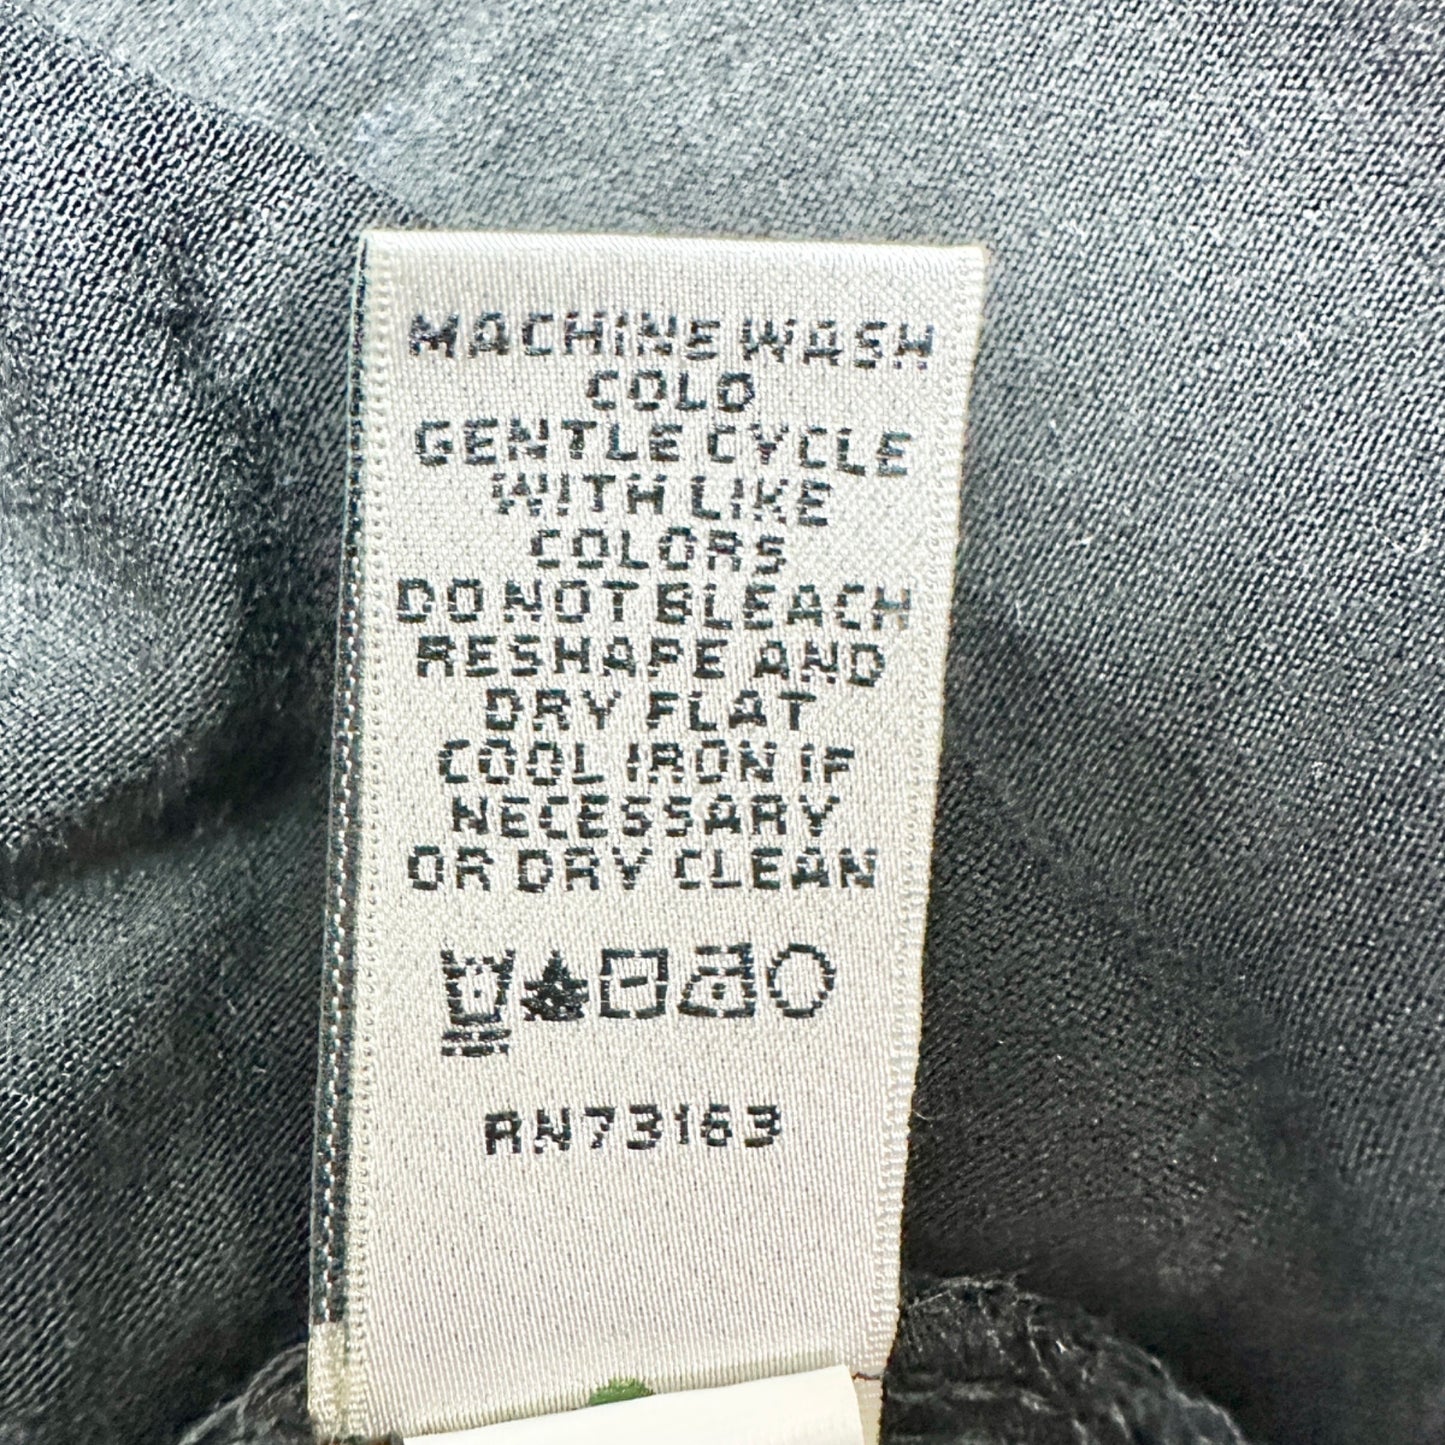 MACHINE WASH
COLD
GENTLE CYCLE
WITH LIKE
COLORS
DO NOT BLEACH
RESHAPE AND
DRY FLAT
COOL IRON IF
NECESSARY
OR DRY CLEAN
RN73163